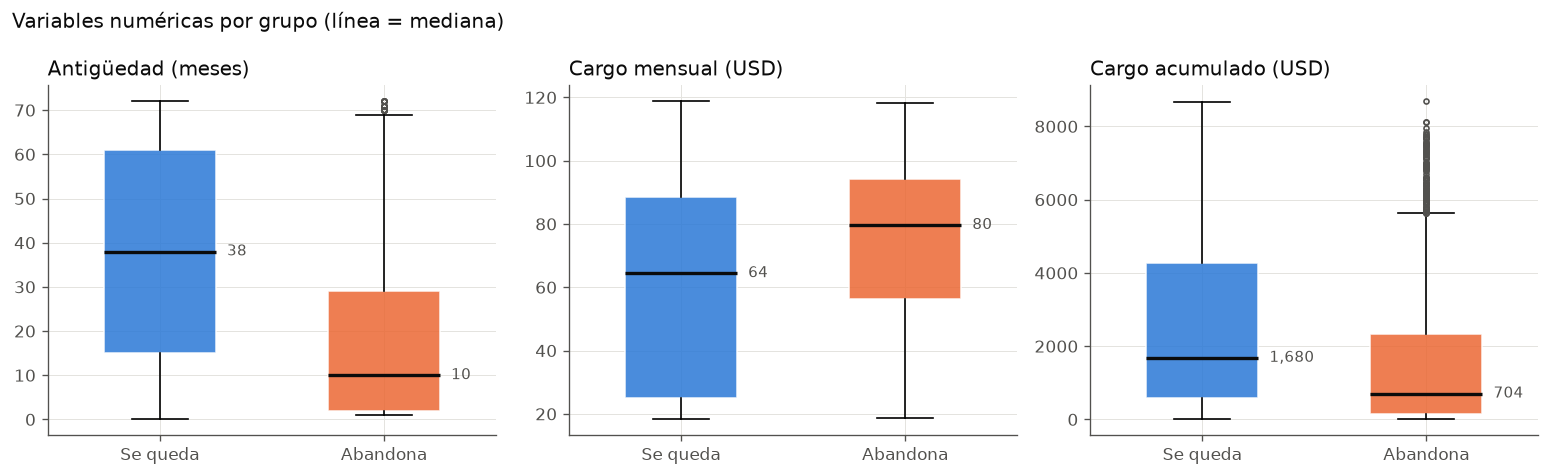 Variables numéricas por grupo (línea = mediana)
Antigüedad (meses)
70
60
50
40
30
20
10
0
38
10
Se queda
Abandona
Cargo mensual (USD)
120
100
80
60
40
20
64
80
Se queda
Abandona
Cargo acumulado (USD)
8000
6000
4000
2000
0
1,680
704
Se queda
Abandona